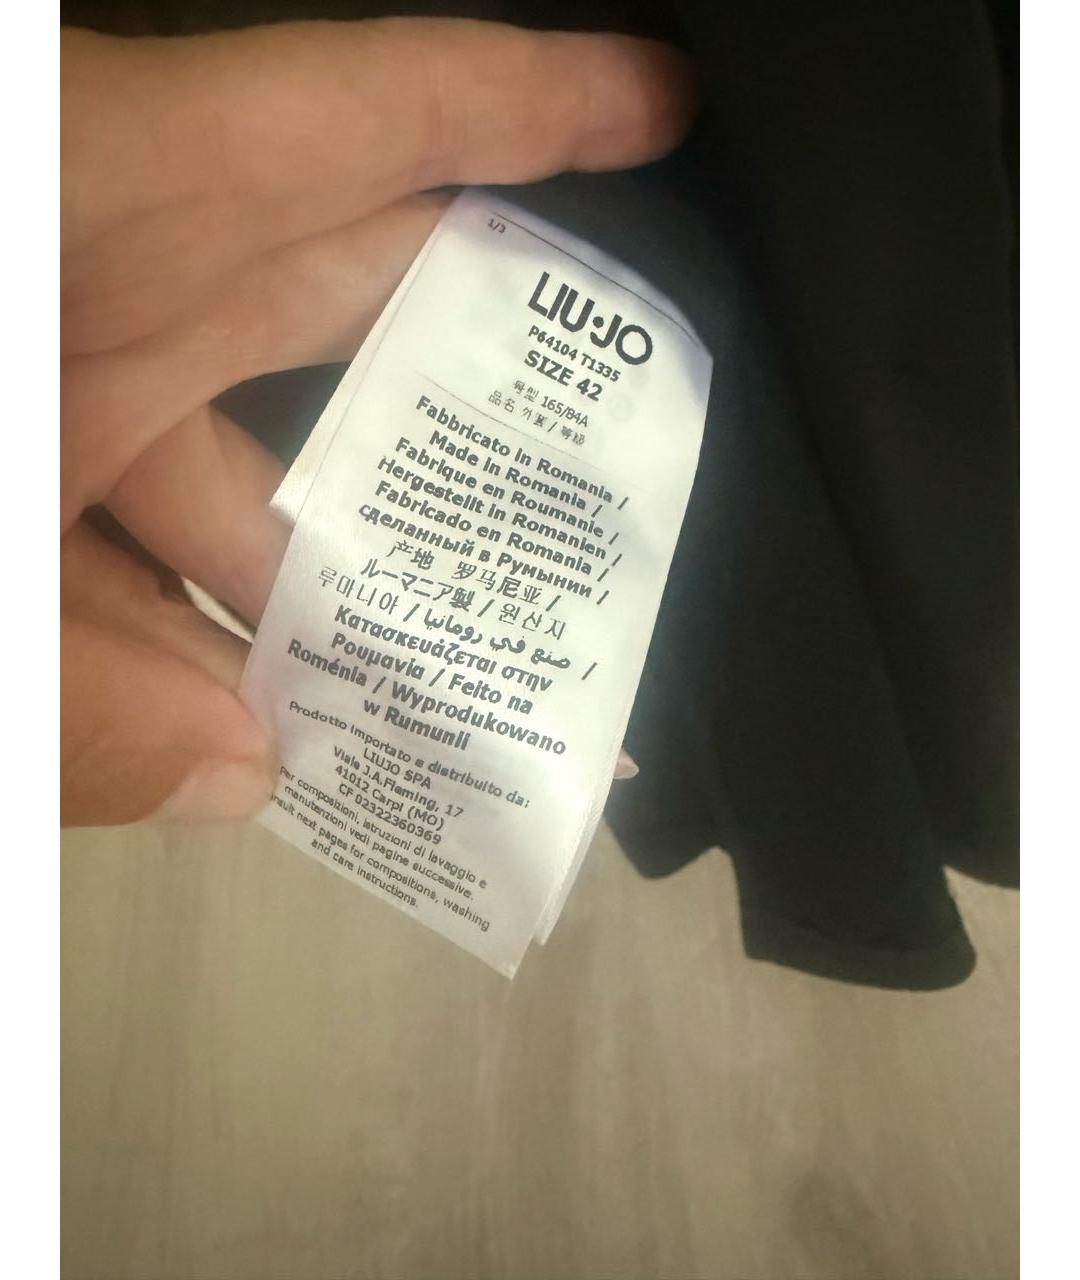 1/3
LIU·JO
P64104 T1335
SIZE 42
号型 165/84A
品名 外套 / 等級
Fabbricato in Romania /
Made in Romania /
Fabrique en Roumanie /
Hergestellt in Romanien /
Fabricado en Romania /
сделанный в Румынии /
产地 罗马尼亚 /
ルーマニア製 / 원산지
루마니아 / صنع في رومانيا /
Κατασκευάζεται στην
Ρουμανία / Feito na
Roménia / Wyprodukowano
w Rumunii
Prodotto importato e distribuito da:
LIUJO SPA
Viale J.A.Fleming, 17
41012 Carpi (MO)
CF 02322360369
Per composizioni, istruzioni di lavaggio e
manutenzioni vedi pagine successive.
next pages for compositions, washing
and care instructions.